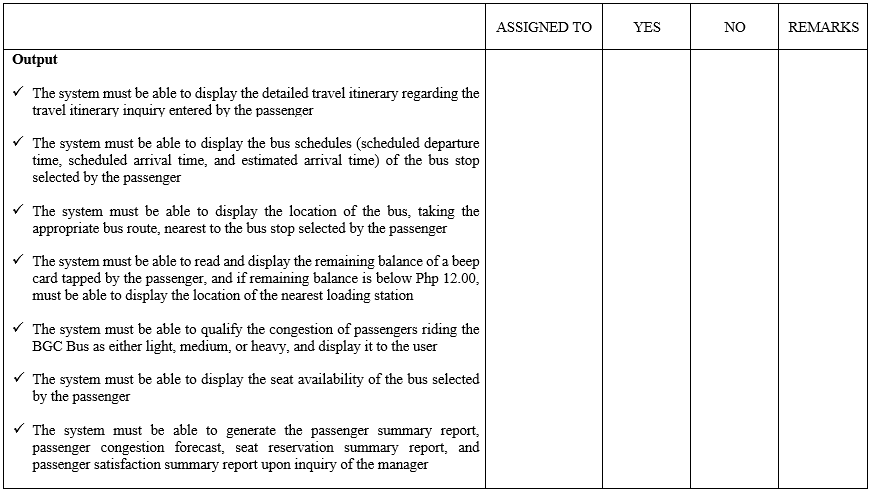 ASSIGNED TO YES NO REMARKS
Output
✓ The system must be able to display the detailed travel itinerary regarding the
travel itinerary inquiry entered by the passenger
✓ The system must be able to display the bus schedules (scheduled departure
time, scheduled arrival time, and estimated arrival time) of the bus stop
selected by the passenger
✓ The system must be able to display the location of the bus, taking the
appropriate bus route, nearest to the bus stop selected by the passenger
✓ The system must be able to read and display the remaining balance of a beep
card tapped by the passenger, and if remaining balance is below Php 12.00,
must be able to display the location of the nearest loading station
✓ The system must be able to qualify the congestion of passengers riding the
BGC Bus as either light, medium, or heavy, and display it to the user
✓ The system must be able to display the seat availability of the bus selected
by the passenger
✓ The system must be able to generate the passenger summary report,
passenger congestion forecast, seat reservation summary report, and
passenger satisfaction summary report upon inquiry of the manager